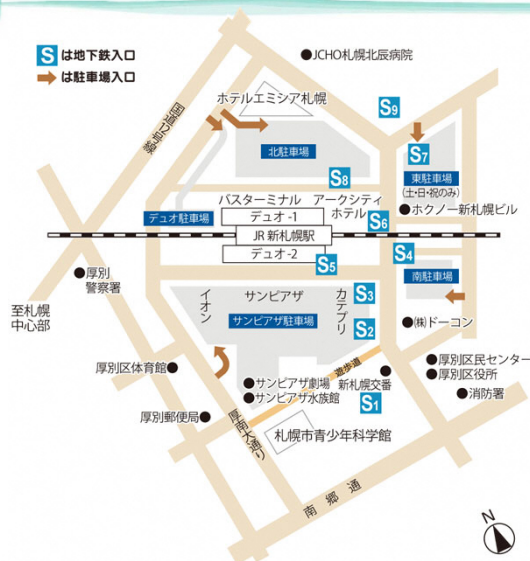 S は地下鉄入口
は駐車場入口
JCHO札幌北辰病院
国道12号線
ホテルエミシア札幌
S9
北駐車場
S7
東駐車場
(土・日・祝のみ)
S8
バスターミナル
アークシティ
ホテル
デュオ駐車場
デュオ-1
S6
ホクノー新札幌ビル
JR 新札幌駅
デュオ-2
S4
S5
南駐車場
厚別
警察署
至札幌
中心部
イオン
サンピアザ
カテプリ
S3
サンピアザ駐車場
S2
(株)ドーコン
遊歩道
厚別区体育館
サンピアザ劇場
サンピアザ水族館
新札幌交番
S1
厚別区民センター
厚別区役所
消防署
厚別郵便局
厚南大通り
札幌市青少年科学館
南郷通
N